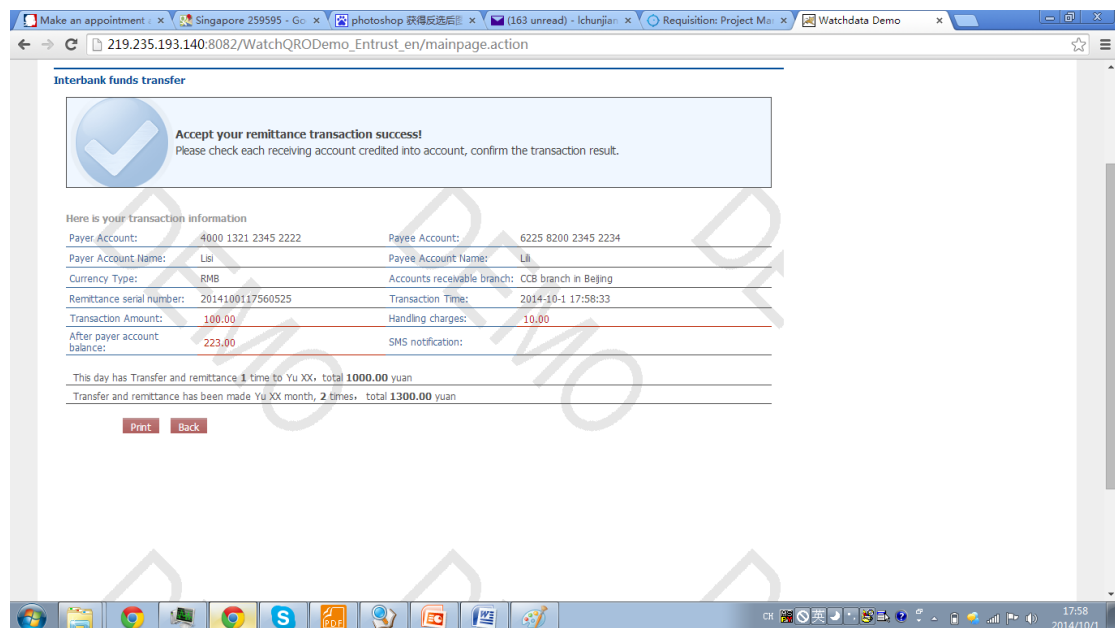 Make an appointment
Singapore 259595 - Go
photoshop 获得反选后
(163 unread) - lchunjian
Requisition: Project Ma
Watchdata Demo
219.235.193.140:8082/WatchQRODemo_Entrust_en/mainpage.action
Interbank funds transfer
Accept your remittance transaction success!
Please check each receiving account credited into account, confirm the transaction result.
Here is your transaction information
Payer Account: 4000 1321 2345 2222 Payee Account: 6225 8200 2345 2234
Payer Account Name: Lisi Payee Account Name: Lili
Currency Type: RMB Accounts receivable branch: CCB branch in Beijing
Remittance serial number: 2014100117560525 Transaction Time: 2014-10-1 17:58:33
Transaction Amount: 100.00 Handling charges: 10.00
After payer account
balance: 223.00 SMS notification:
This day has Transfer and remittance 1 time to Yu XX，total 1000.00 yuan
Transfer and remittance has been made Yu XX month, 2 times， total 1300.00 yuan
Print Back
DEMO
DEMO
DE
CH 英
17:58
2014/10/1